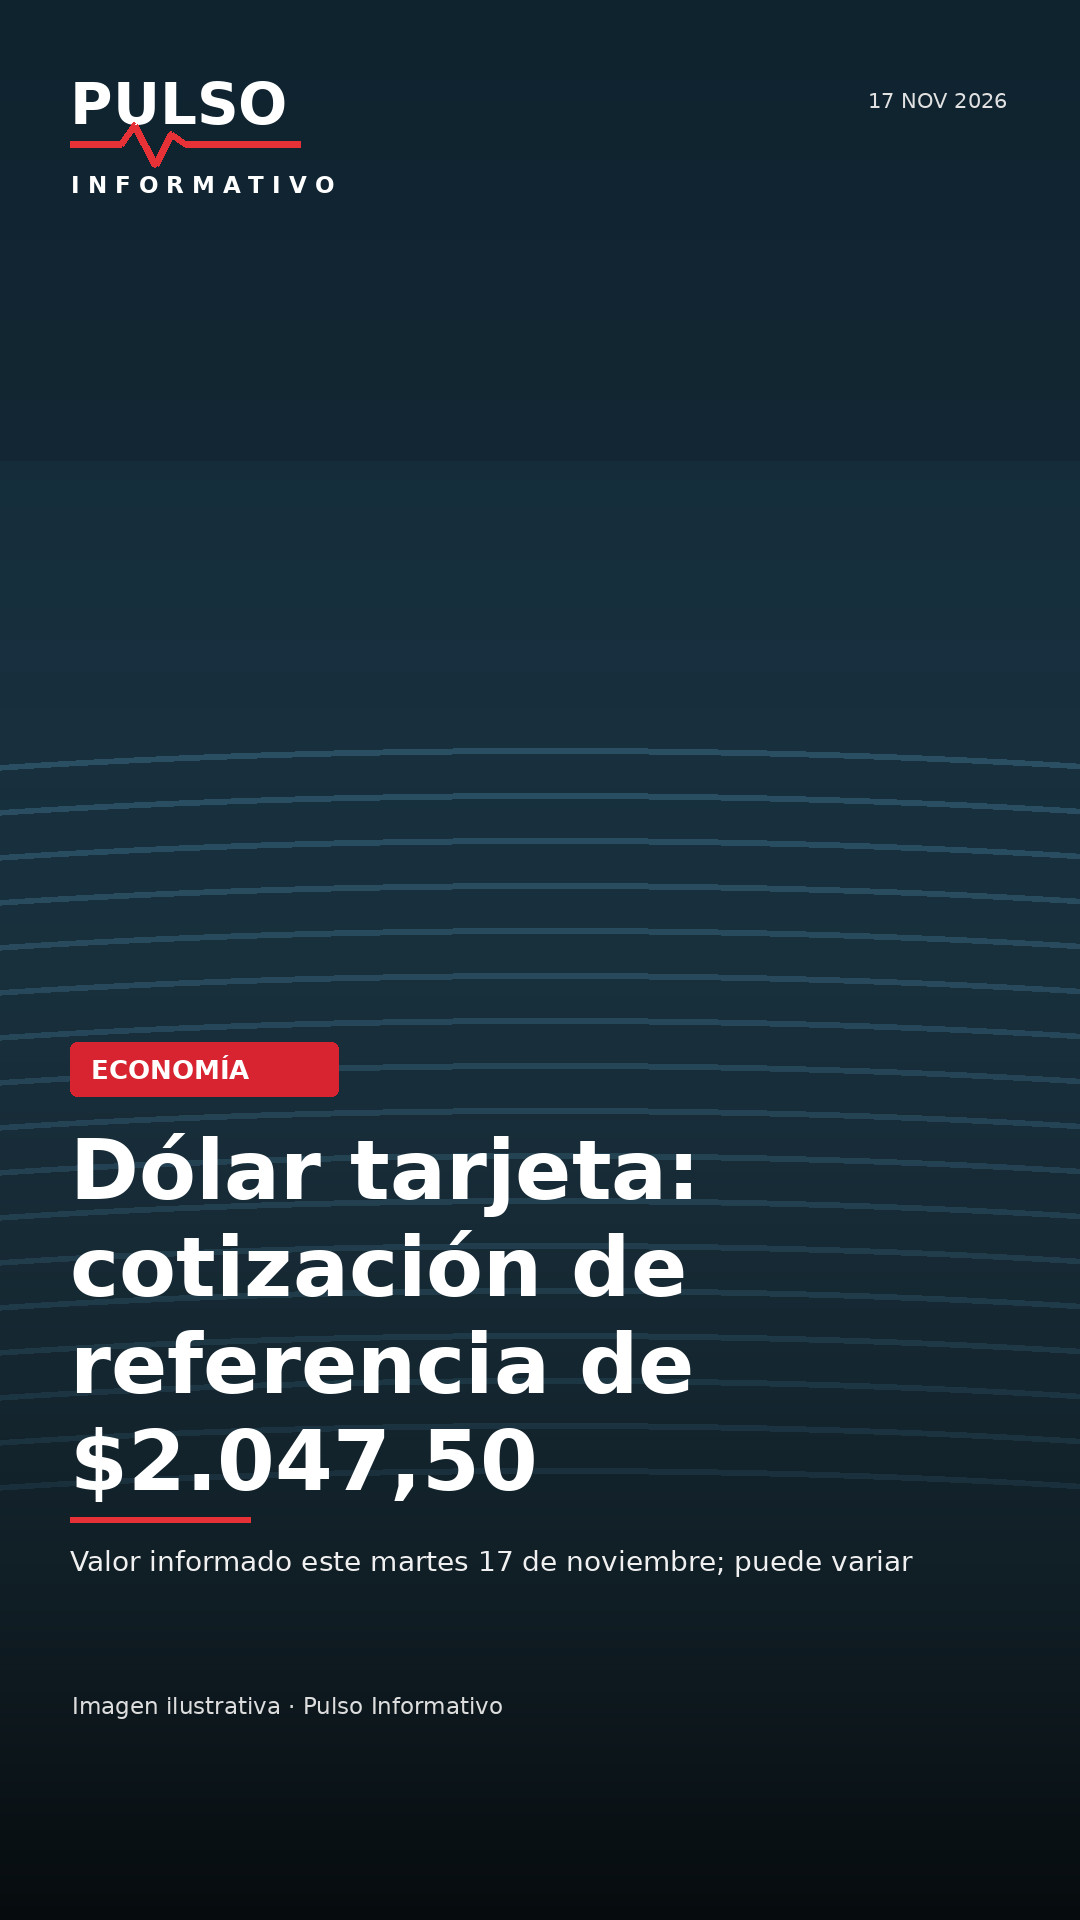 PULSO
INFORMATIVO
17 NOV 2026
ECONOMÍA
Dólar tarjeta:
cotización de
referencia de
$2.047,50
Valor informado este martes 17 de noviembre; puede variar
Imagen ilustrativa · Pulso Informativo